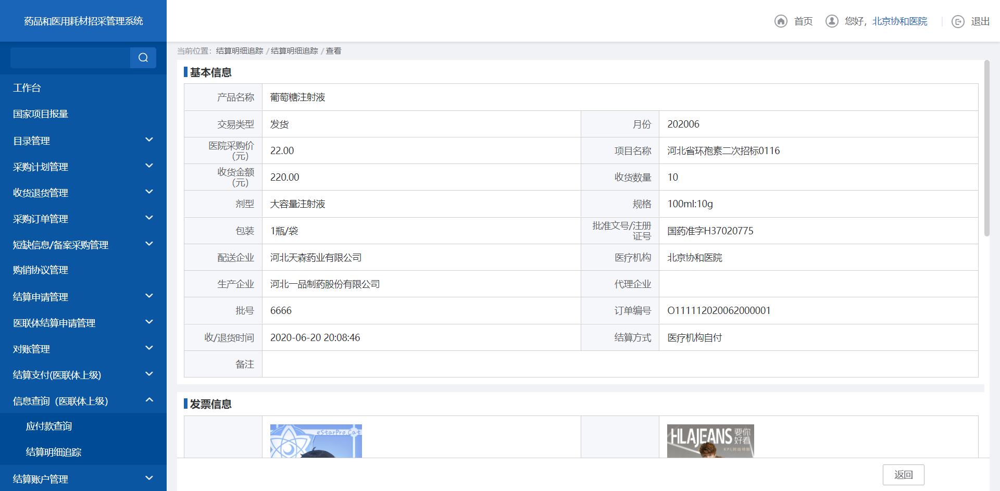 药品和医用耗材招采管理系统
首页 您好，北京协和医院 退出
当前位置：结算明细追踪 / 结算明细追踪 / 查看
工作台
国家项目报量
目录管理
采购计划管理
收货退货管理
采购订单管理
短缺信息/备案采购管理
购销协议管理
结算申请管理
医联体结算申请管理
对账管理
结算支付(医联体上级)
信息查询（医联体上级）
应付款查询
结算明细追踪
结算账户管理
基本信息
产品名称 葡萄糖注射液
交易类型 发货 月份 202006
医院采购价
（元） 22.00 项目名称 河北省环孢素二次招标0116
收货金额
（元） 220.00 收货数量 10
剂型 大容量注射液 规格 100ml:10g
包装 1瓶/袋 批准文号/注册
证号 国药准字H37020775
配送企业 河北天森药业有限公司 医疗机构 北京协和医院
生产企业 河北一品制药股份有限公司 代理企业
批号 6666 订单编号 O111112020062000001
收/退货时间 2020-06-20 20:08:46 结算方式 医疗机构自付
备注
发票信息
eStarPro.Cat
HLAJEANS 要你
好看
KPL时尚特辑
返回